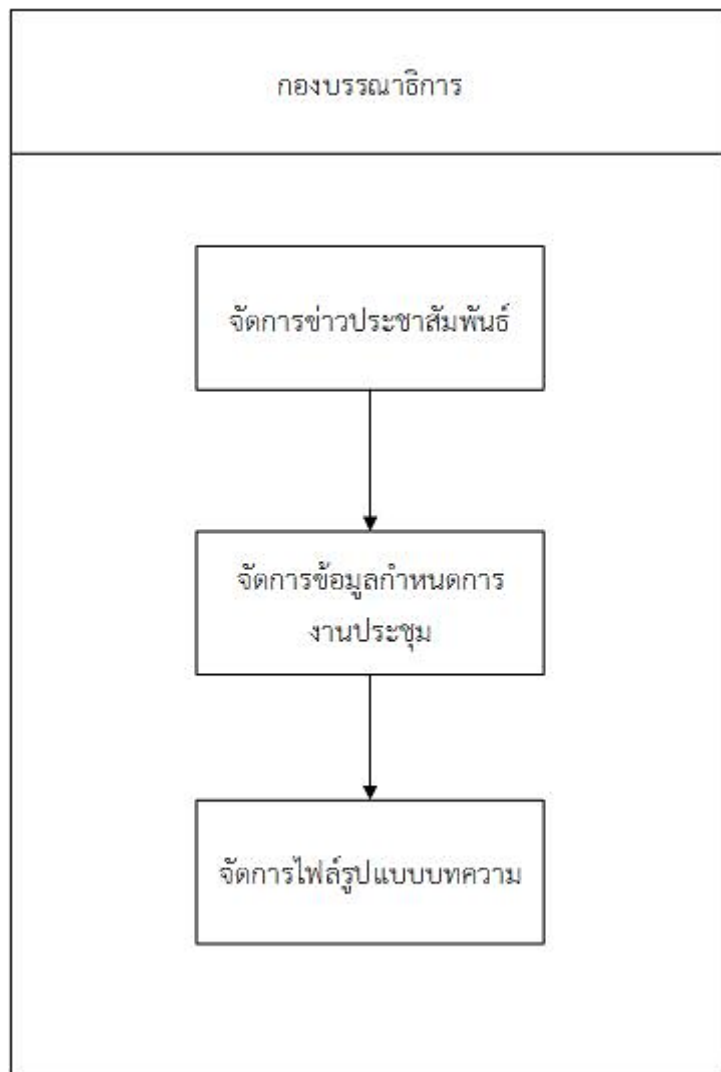 กองบรรณาธิการ
จัดการข่าวประชาสัมพันธ์
จัดการข้อมูลกำหนดการ
งานประชุม
จัดการไฟล์รูปแบบบทความ